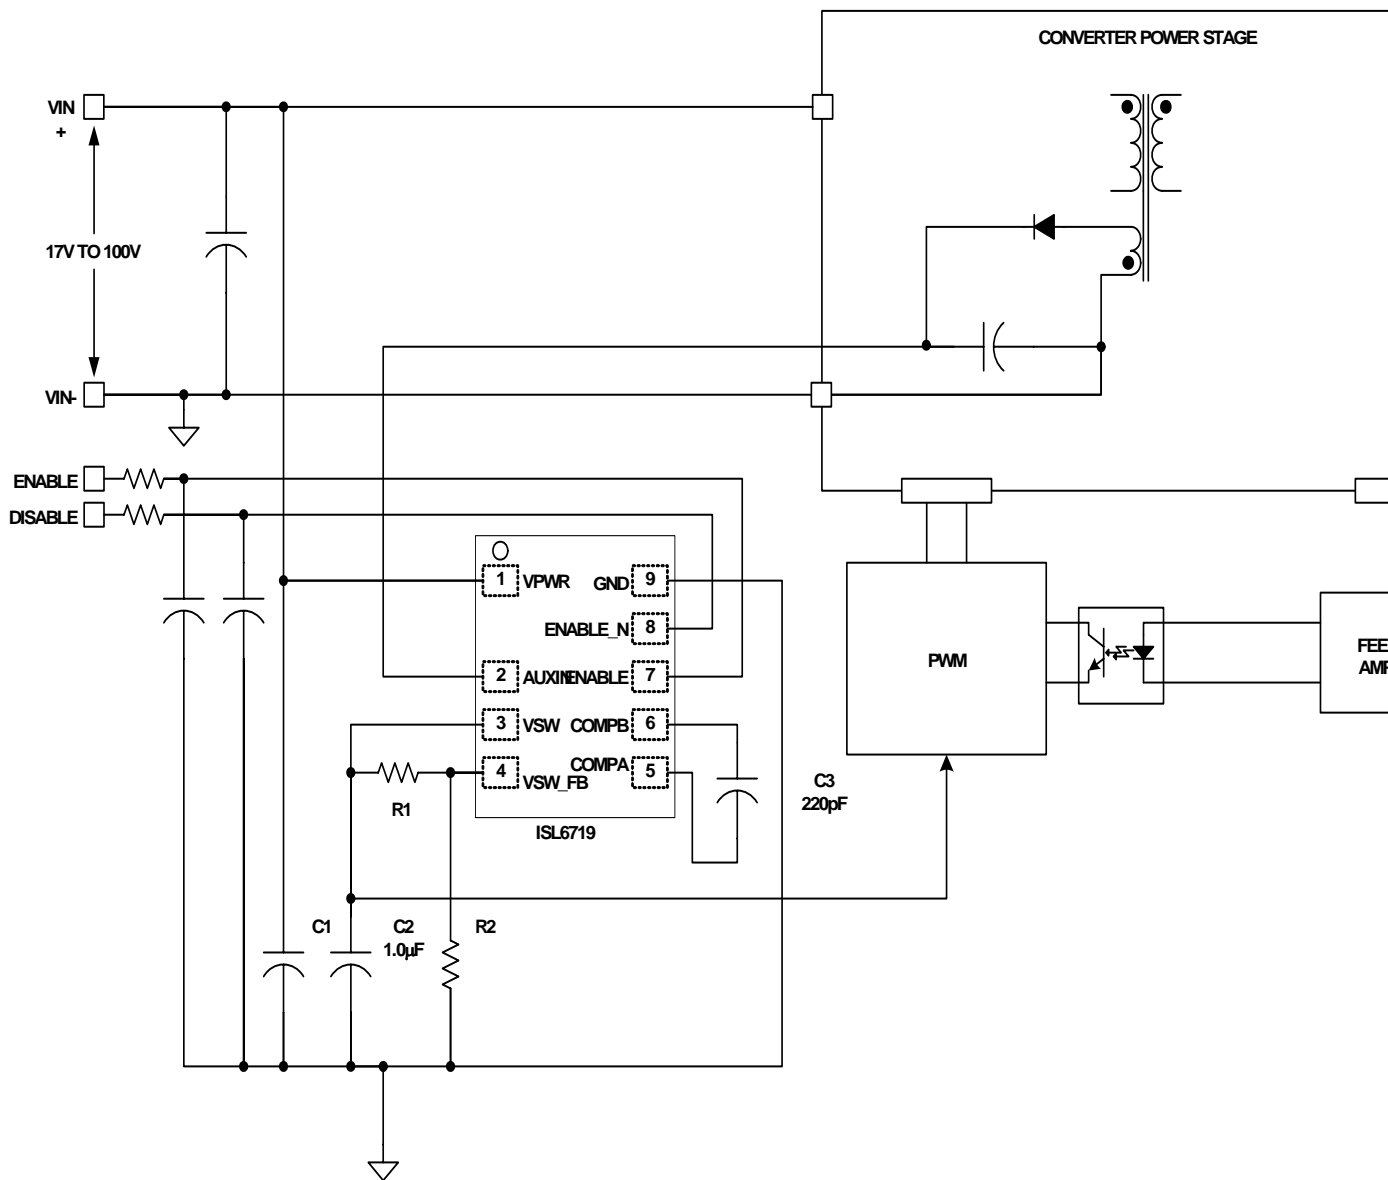 CONVERTER POWER STAGE
VIN
+
17V TO 100V
VIN-
ENABLE
DISABLE
1 VPWR
GND 9
ENABLE_N 8
2 AUXIN
ENABLE 7
3 VSW
COMPB 6
4 VSW_FB
COMPA 5
ISL6719
PWM
FEE
AMP
R1
C3
220pF
C1
C2
1.0µF
R2